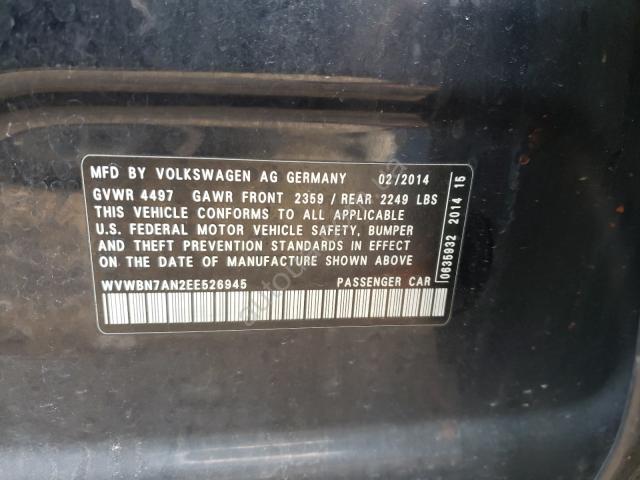 MFD BY VOLKSWAGEN AG GERMANY 02/2014
GVWR 4497 GAWR FRONT 2359 / REAR 2249 LBS
THIS VEHICLE CONFORMS TO ALL APPLICABLE
U.S. FEDERAL MOTOR VEHICLE SAFETY, BUMPER
AND THEFT PREVENTION STANDARDS IN EFFECT
ON THE DATE OF MANUFACTURE SHOWN ABOVE
WVWBN7AN2EE526945 PASSENGER CAR
0635932 2014 15